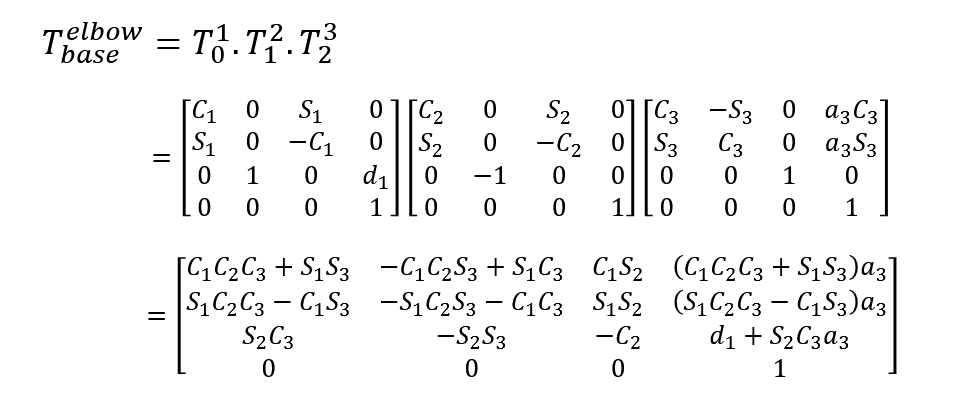 T_{base}^{elbow} = T_0^1 . T_1^2 . T_2^3
= [C_1 0 S_1 0] [C_2 0 S_2 0] [C_3 −S_3 0 a_3C_3]
[S_1 0 −C_1 0] [S_2 0 −C_2 0] [S_3 C_3 0 a_3S_3]
[0 1 0 d_1] [0 −1 0 0] [0 0 1 0]
[0 0 0 1] [0 0 0 1] [0 0 0 1]
= [C_1C_2C_3 + S_1S_3 −C_1C_2S_3 + S_1C_3 C_1S_2 (C_1C_2C_3 + S_1S_3)a_3]
[S_1C_2C_3 − C_1S_3 −S_1C_2S_3 − C_1C_3 S_1S_2 (S_1C_2C_3 − C_1S_3)a_3]
[S_2C_3 −S_2S_3 −C_2 d_1 + S_2C_3a_3]
[0 0 0 1]